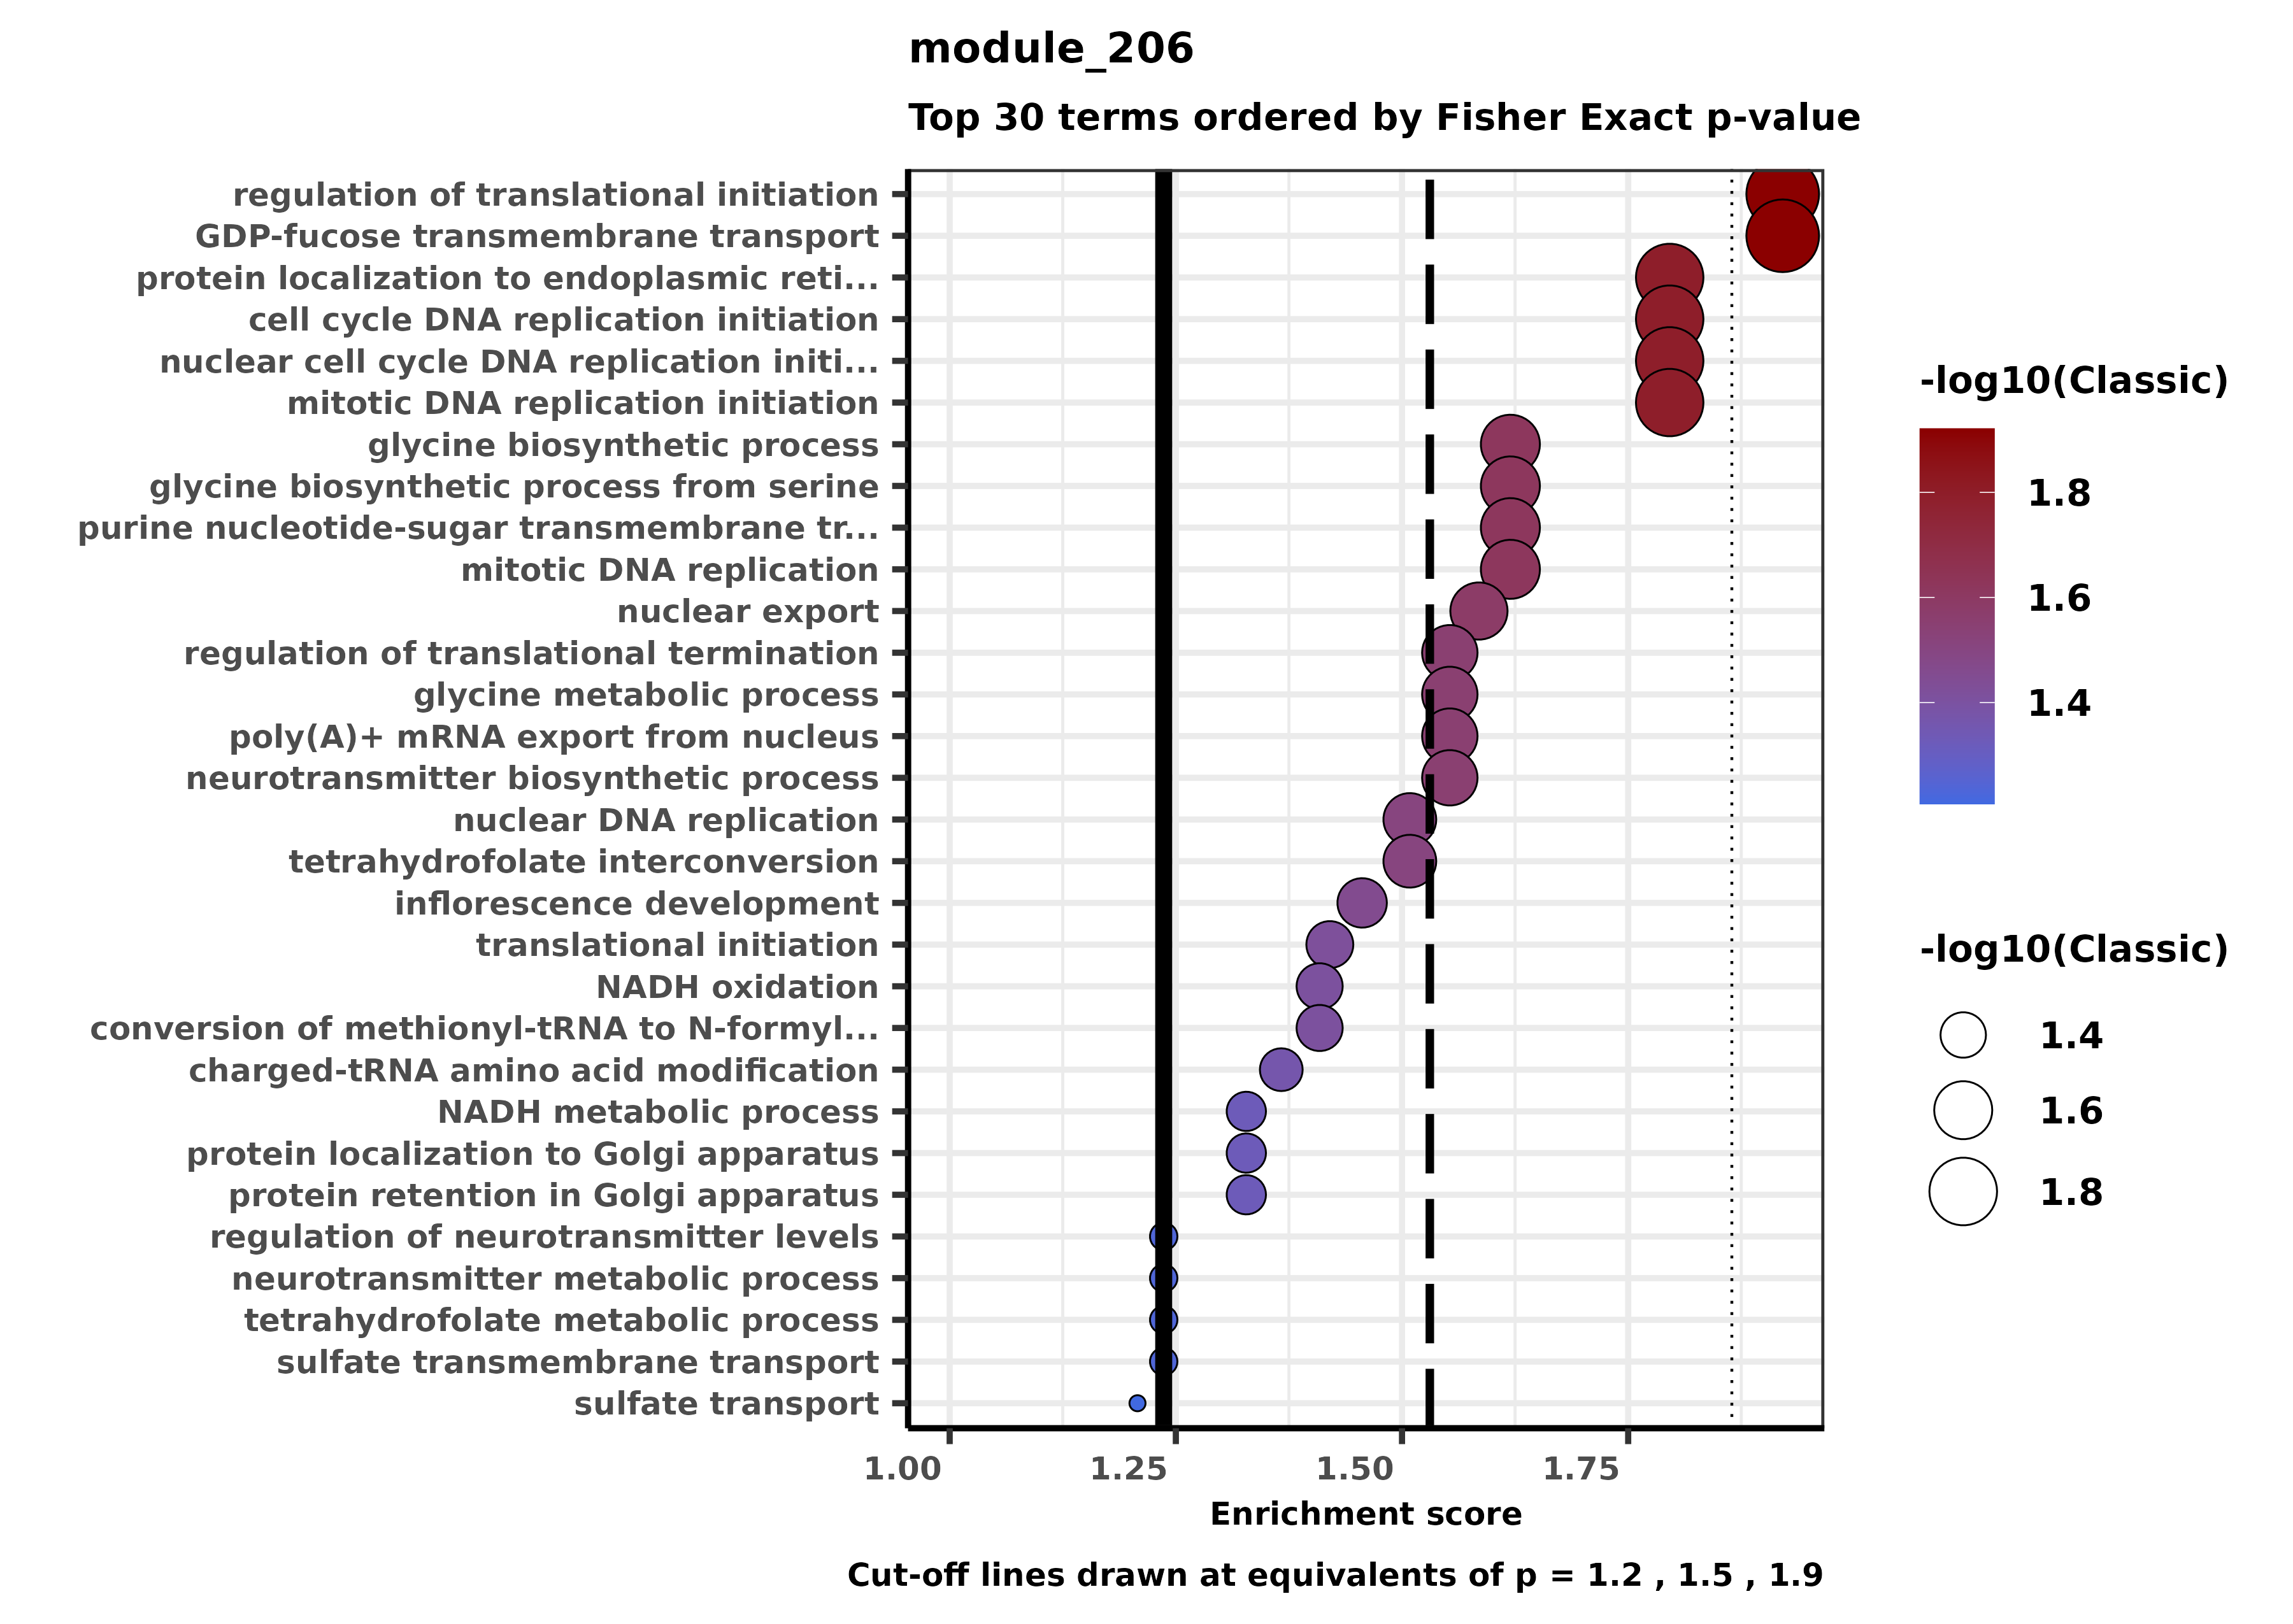 module_206
Top 30 terms ordered by Fisher Exact p-value
regulation of translational initiation
GDP-fucose transmembrane transport
protein localization to endoplasmic reti...
cell cycle DNA replication initiation
nuclear cell cycle DNA replication initi...
mitotic DNA replication initiation
glycine biosynthetic process
glycine biosynthetic process from serine
purine nucleotide-sugar transmembrane tr...
mitotic DNA replication
nuclear export
regulation of translational termination
glycine metabolic process
poly(A)+ mRNA export from nucleus
neurotransmitter biosynthetic process
nuclear DNA replication
tetrahydrofolate interconversion
inflorescence development
translational initiation
NADH oxidation
conversion of methionyl-tRNA to N-formyl...
charged-tRNA amino acid modification
NADH metabolic process
protein localization to Golgi apparatus
protein retention in Golgi apparatus
regulation of neurotransmitter levels
neurotransmitter metabolic process
tetrahydrofolate metabolic process
sulfate transmembrane transport
sulfate transport
1.00 1.25 1.50 1.75
Enrichment score
Cut-off lines drawn at equivalents of p = 1.2 , 1.5 , 1.9
-log10(Classic)
1.8
1.6
1.4
-log10(Classic)
1.4
1.6
1.8